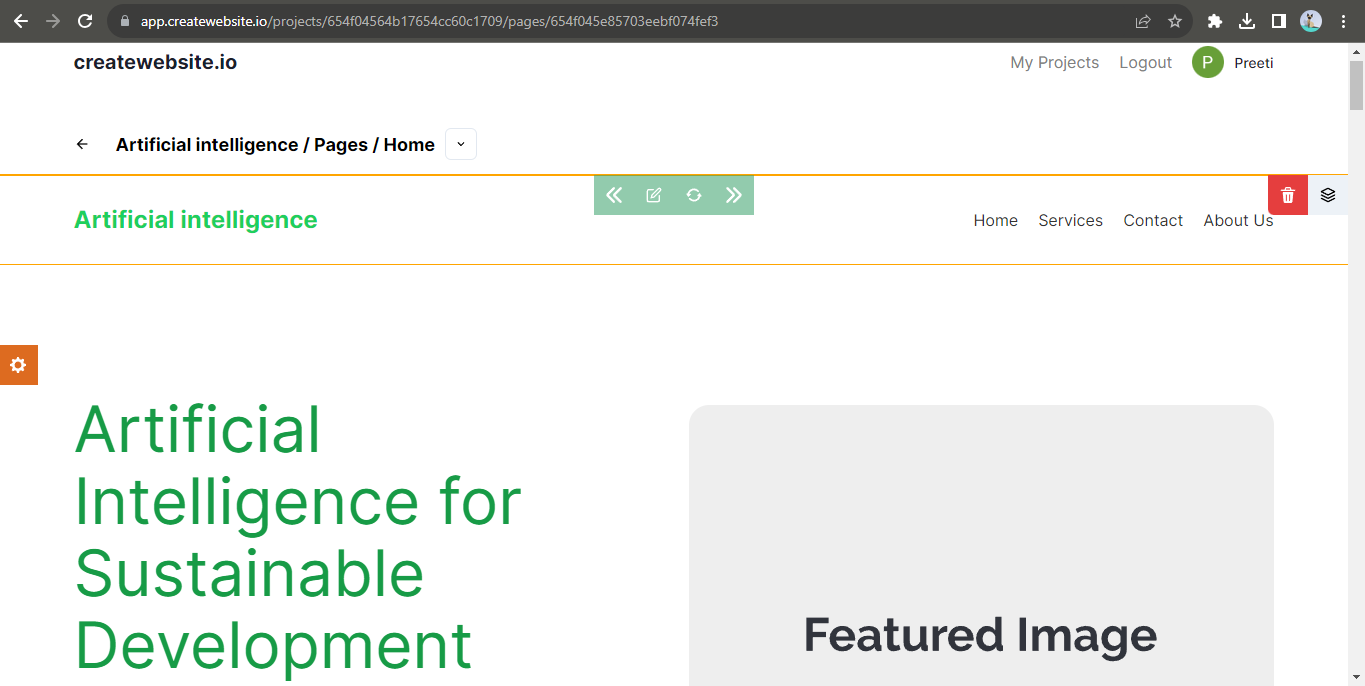 app.createwebsite.io/projects/654f04564b17654cc60c1709/pages/654f045e85703eebf074fef3
createwebsite.io
My Projects Logout P Preeti
Artificial intelligence / Pages / Home
Artificial intelligence
Home Services Contact About Us
Artificial
Intelligence for
Sustainable
Development
Featured Image